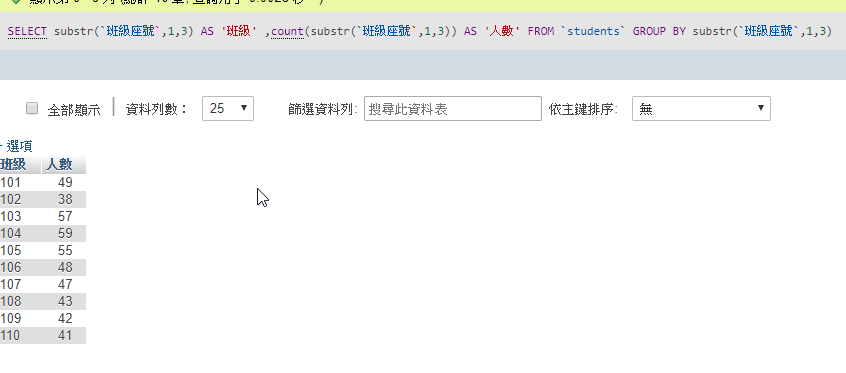 SELECT substr(`班級座號`,1,3) AS '班級' ,count(substr(`班級座號`,1,3)) AS '人數' FROM `students` GROUP BY substr(`班級座號`,1,3)
全部顯示 | 資料列數： 25 篩選資料列: 搜尋此資料表 依主鍵排序: 無
+ 選項
班級 人數
101 49
102 38
103 57
104 59
105 55
106 48
107 47
108 43
109 42
110 41